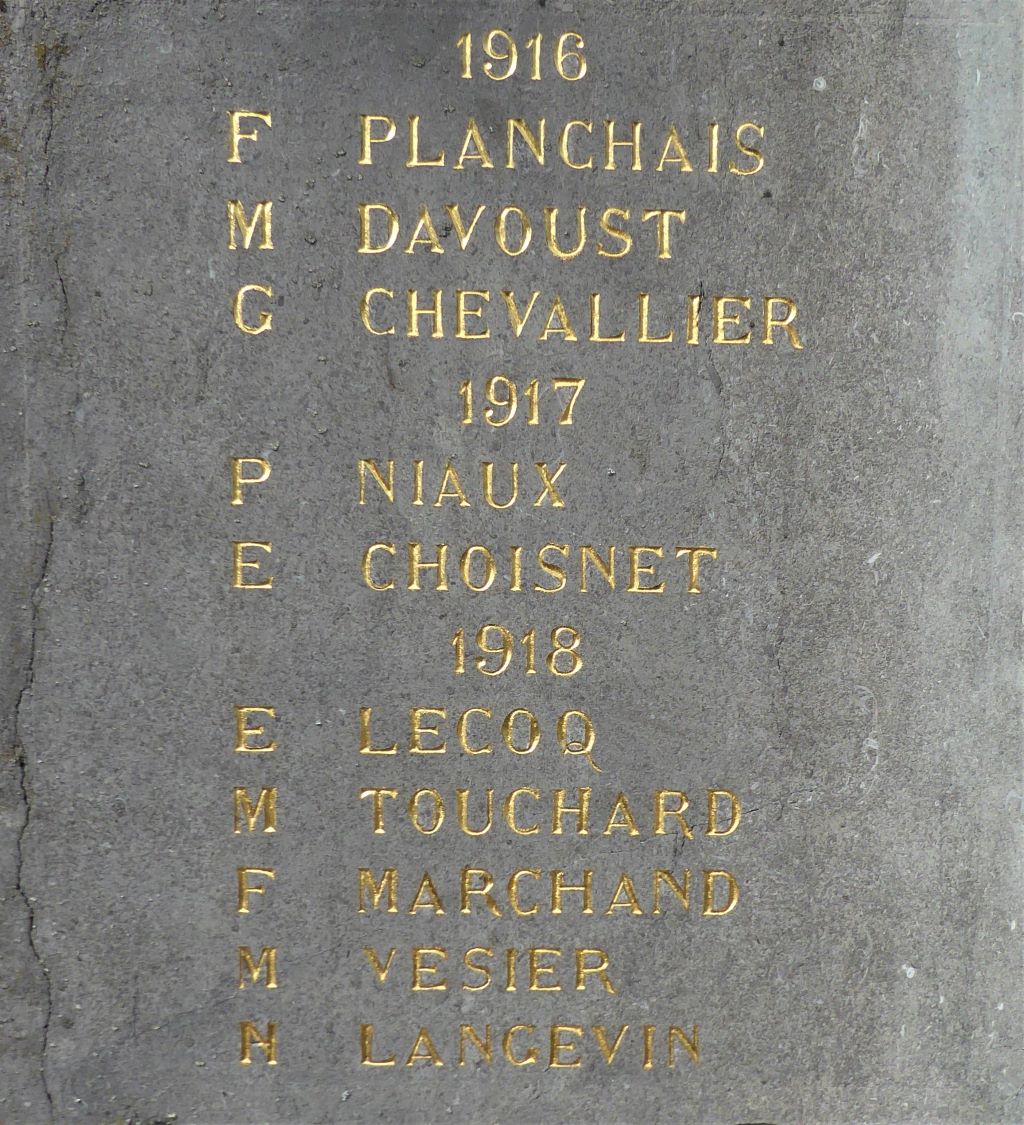 1916
F PLANCHAIS
M DAVOUST
G CHEVALLIER
1917
P NIAUX
E CHOISNET
1918
E LECOQ
M TOUCHARD
F MARCHAND
M VESIER
N LANGEVIN